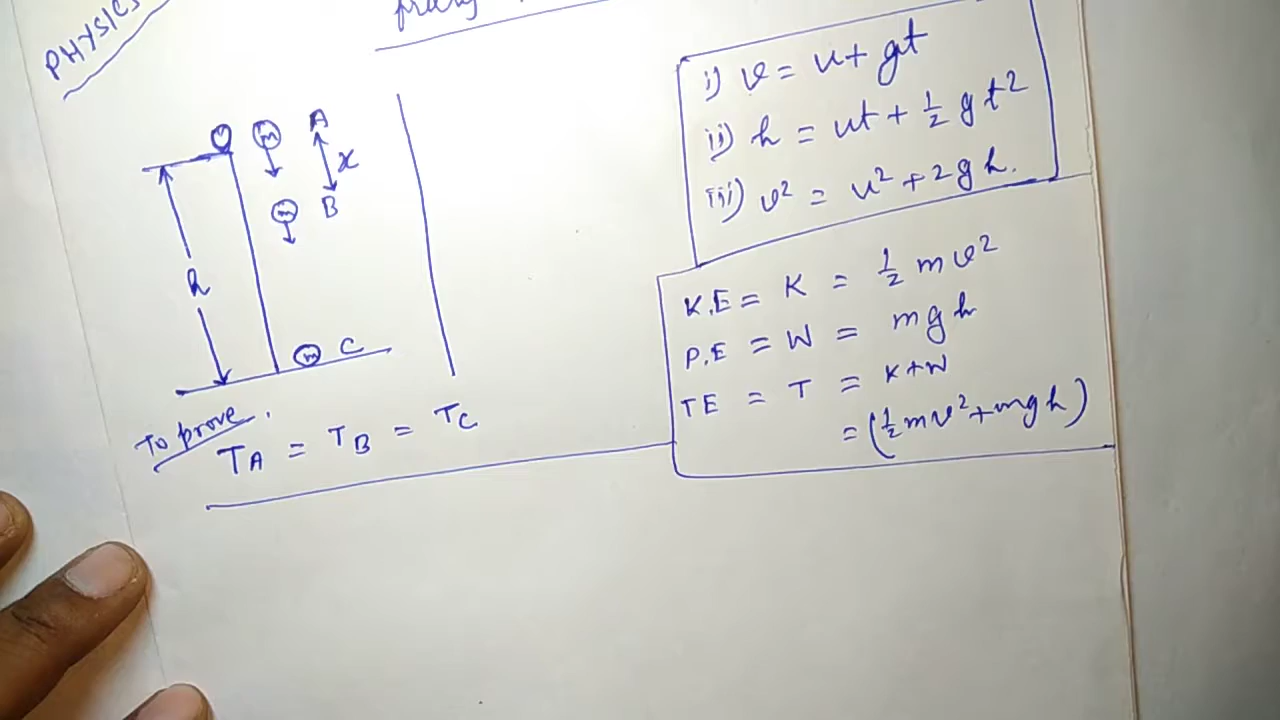 PHYSICS
m A
x
m B
h
m C
To prove.
TA = TB = TC
i) v = u + gt
ii) h = ut + 1/2 g t²
iii) v² = u² + 2gh.
K.E = K = 1/2 m v²
P.E = W = mgh
TE = T = K+W
= (1/2 mv² + mgh)